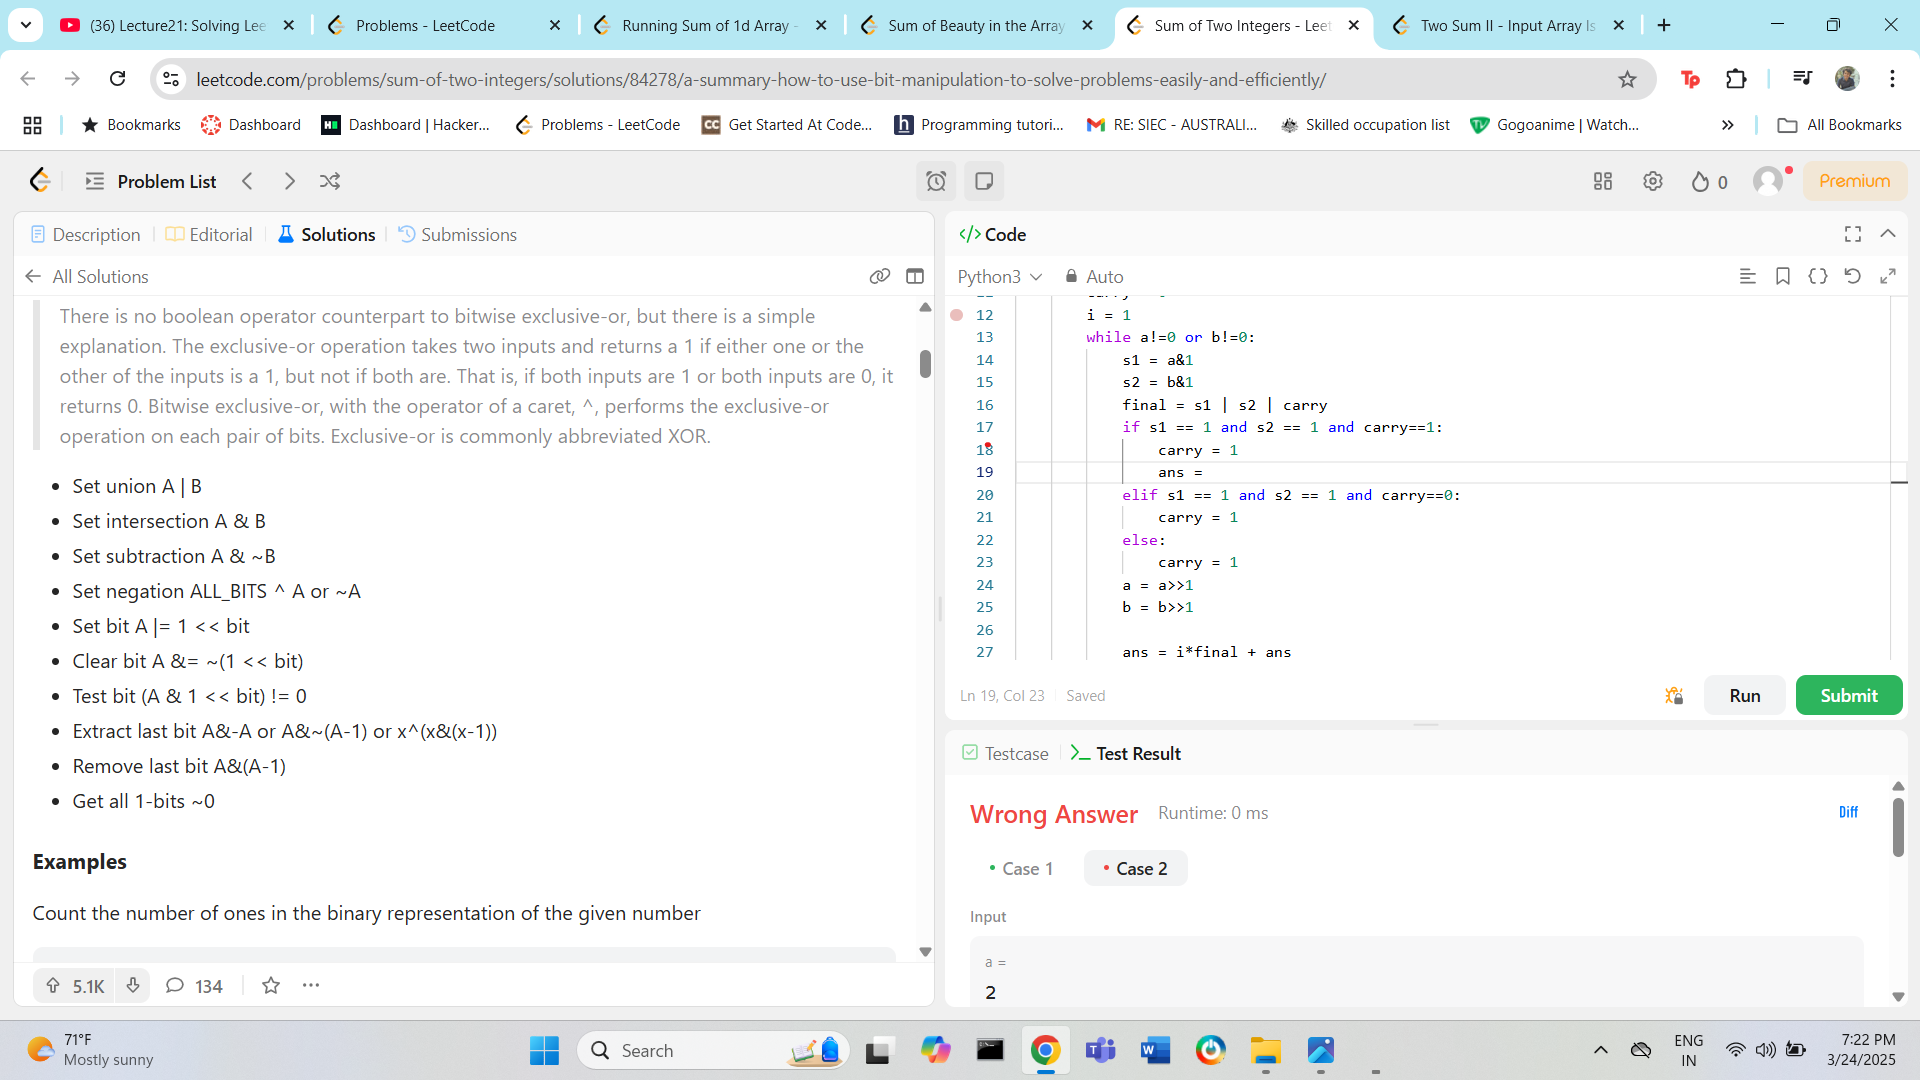 (36) Lecture21: Solving Lee
Problems - LeetCode
Running Sum of 1d Array -
Sum of Beauty in the Array
Sum of Two Integers - Leet
Two Sum II - Input Array Is
leetcode.com/problems/sum-of-two-integers/solutions/84278/a-summary-how-to-use-bit-manipulation-to-solve-problems-easily-and-efficiently/
Bookmarks
Dashboard
Dashboard | Hacker...
Problems - LeetCode
Get Started At Code...
Programming tutori...
RE: SIEC - AUSTRALI...
Skilled occupation list
Gogoanime | Watch...
All Bookmarks
Problem List
0
Premium
Description
Editorial
Solutions
Submissions
All Solutions
There is no boolean operator counterpart to bitwise exclusive-or, but there is a simple
explanation. The exclusive-or operation takes two inputs and returns a 1 if either one or the
other of the inputs is a 1, but not if both are. That is, if both inputs are 1 or both inputs are 0, it
returns 0. Bitwise exclusive-or, with the operator of a caret, ^, performs the exclusive-or
operation on each pair of bits. Exclusive-or is commonly abbreviated XOR.
• Set union A | B
• Set intersection A & B
• Set subtraction A & ~B
• Set negation ALL_BITS ^ A or ~A
• Set bit A |= 1 << bit
• Clear bit A &= ~(1 << bit)
• Test bit (A & 1 << bit) != 0
• Extract last bit A&-A or A&~(A-1) or x^(x&(x-1))
• Remove last bit A&(A-1)
• Get all 1-bits ~0
Examples
Count the number of ones in the binary representation of the given number
5.1K
134
</> Code
Python3
Auto
12 i = 1
13 while a!=0 or b!=0:
14 s1 = a&1
15 s2 = b&1
16 final = s1 | s2 | carry
17 if s1 == 1 and s2 == 1 and carry==1:
18 carry = 1
19 ans =
20 elif s1 == 1 and s2 == 1 and carry==0:
21 carry = 1
22 else:
23 carry = 1
24 a = a>>1
25 b = b>>1
26
27 ans = i*final + ans
Ln 19, Col 23
Saved
Run
Submit
Testcase
Test Result
Wrong Answer
Runtime: 0 ms
Diff
• Case 1
• Case 2
Input
a =
2
71°F
Mostly sunny
Search
ENG
IN
7:22 PM
3/24/2025